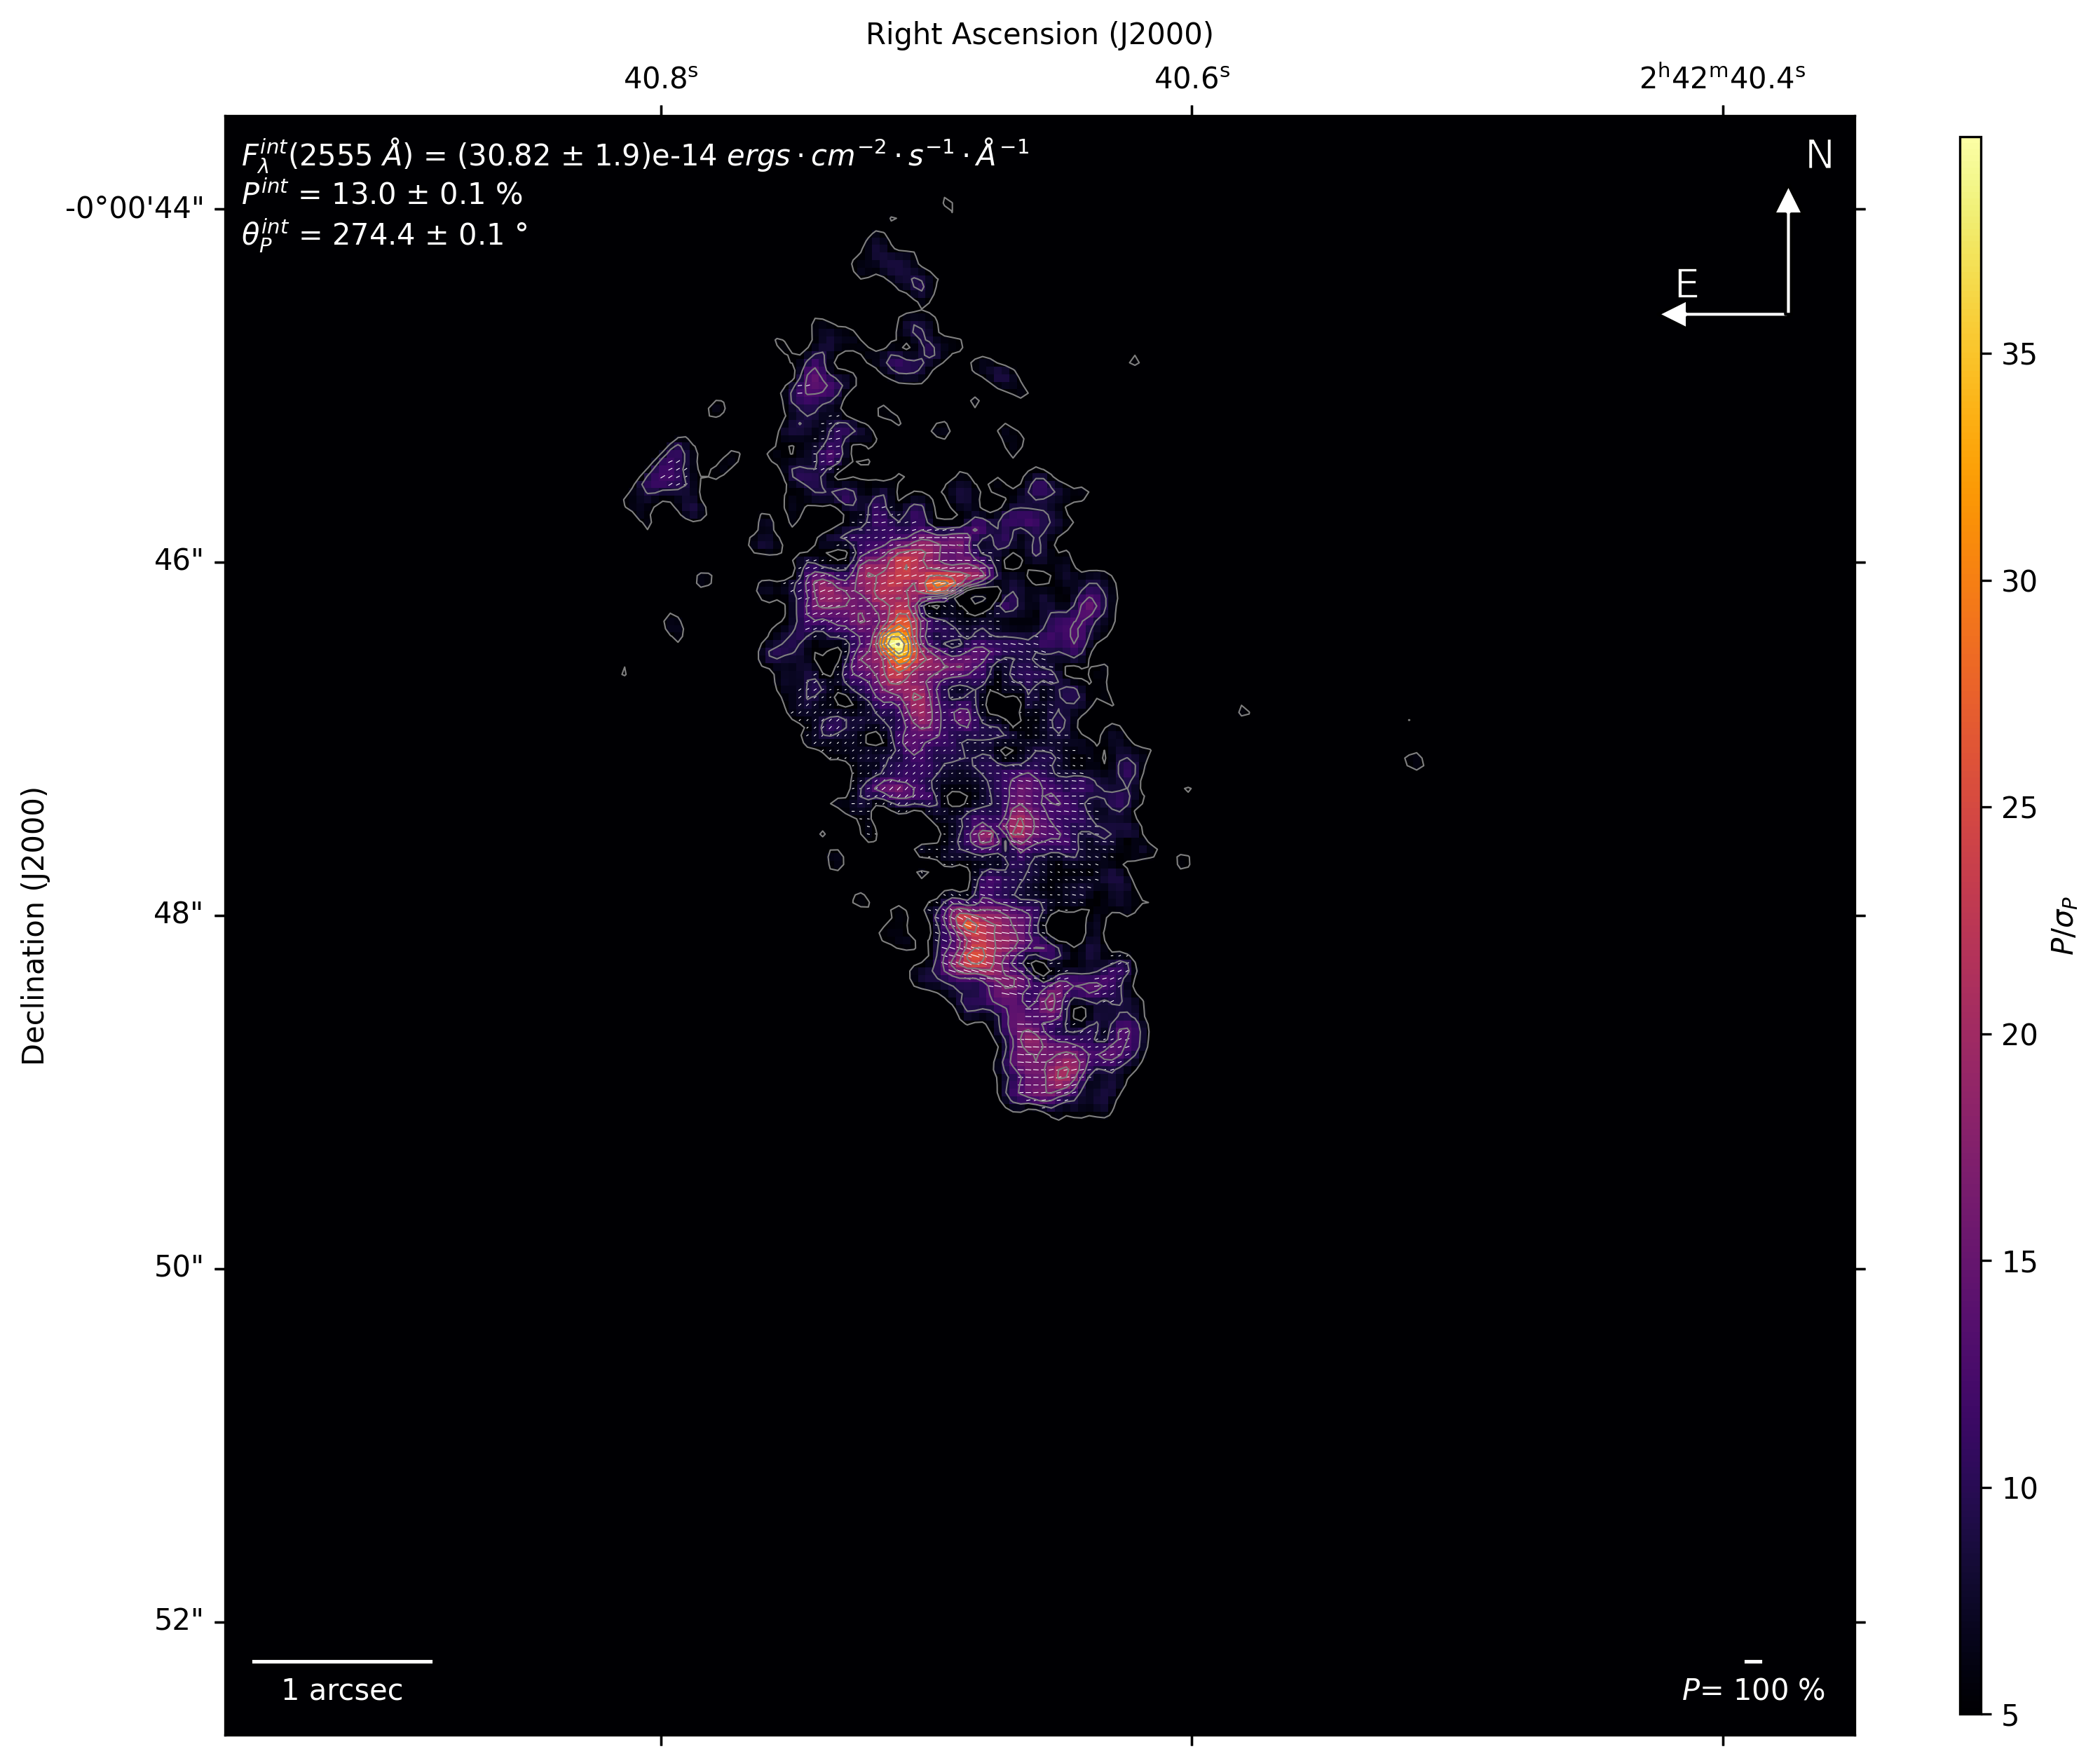 Right Ascension (J2000)
40.8ˢ 40.6ˢ 2ʰ42ᵐ40.4ˢ
F_λ^int(2555 Å) = (30.82 ± 1.9)e-14 ergs · cm⁻² · s⁻¹ · Å⁻¹
P^int = 13.0 ± 0.1 %
θ_P^int = 274.4 ± 0.1 °
N
E
-0°00'44"
46"
48"
50"
52"
Declination (J2000)
1 arcsec
P= 100 %
35
30
25
20
15
10
5
P/σ_P